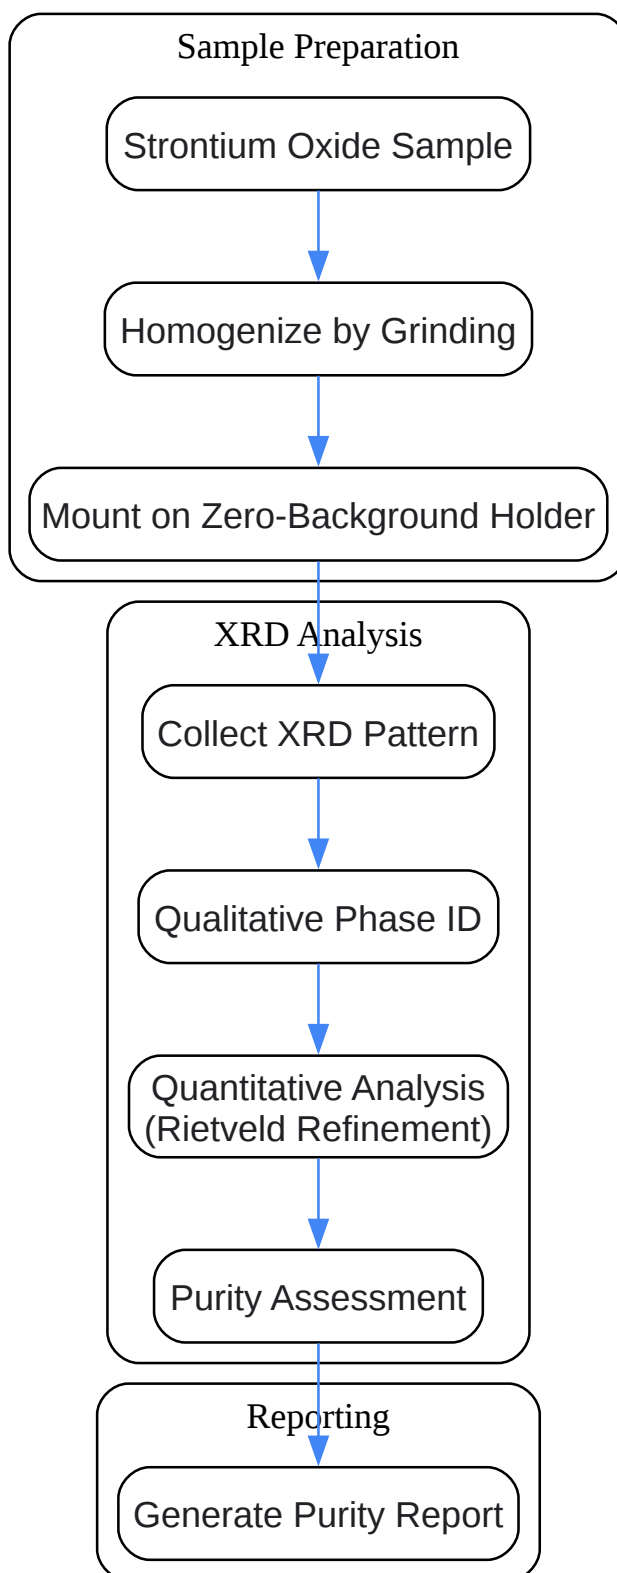 Sample Preparation
Strontium Oxide Sample
Homogenize by Grinding
Mount on Zero-Background Holder
XRD Analysis
Collect XRD Pattern
Qualitative Phase ID
Quantitative Analysis
(Rietveld Refinement)
Purity Assessment
Reporting
Generate Purity Report